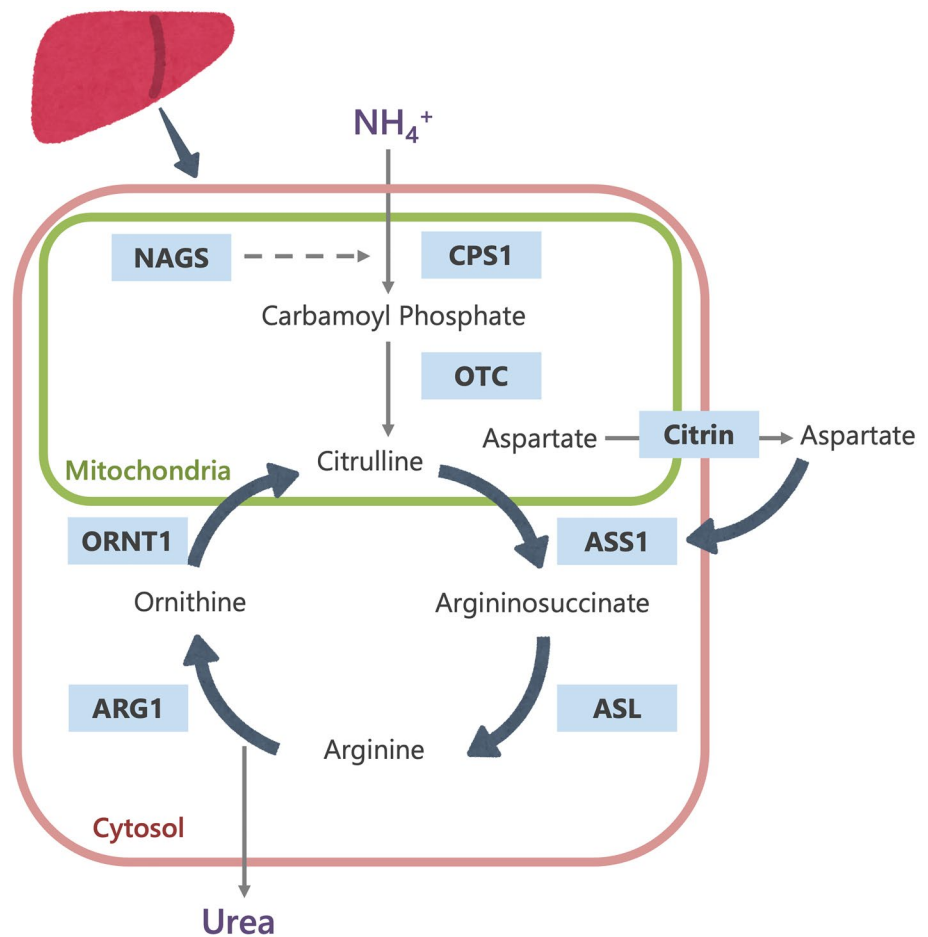 NH₄⁺
NAGS
CPS1
Carbamoyl Phosphate
OTC
Aspartate
Citrin
Aspartate
Citrulline
Mitochondria
ORNT1
ASS1
Ornithine
Argininosuccinate
ARG1
ASL
Arginine
Cytosol
Urea